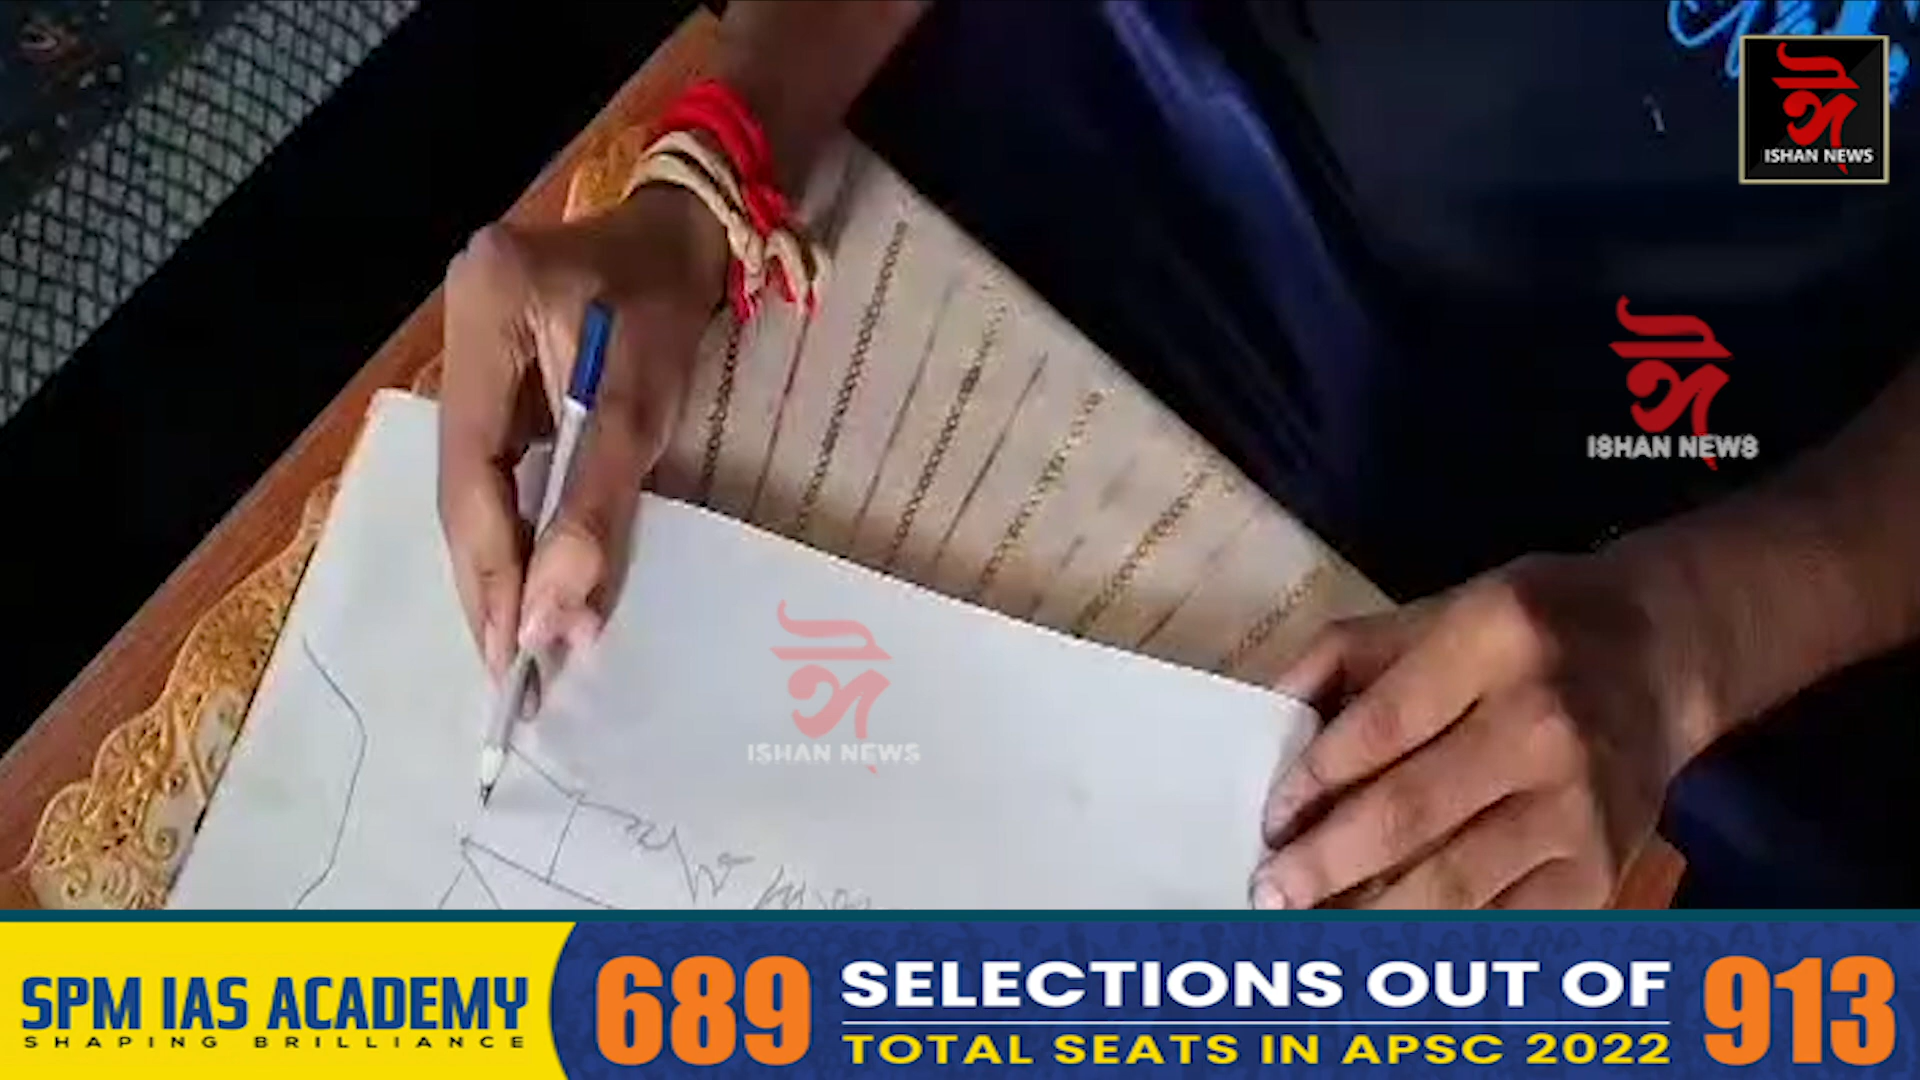 ঈ
ISHAN NEWS
ঈ
ISHAN NEWS
ঈ
ISHAN NEWS
SPM IAS ACADEMY
SHAPING BRILLIANCE
689
SELECTIONS OUT OF
TOTAL SEATS IN APSC 2022
913